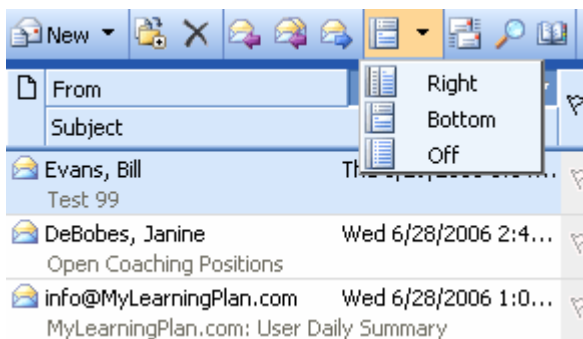 New
From
Right
Subject
Bottom
Off
Evans, Bill
Test 99
DeBobes, Janine Wed 6/28/2006 2:4...
Open Coaching Positions
info@MyLearningPlan.com Wed 6/28/2006 1:0...
MyLearningPlan.com: User Daily Summary